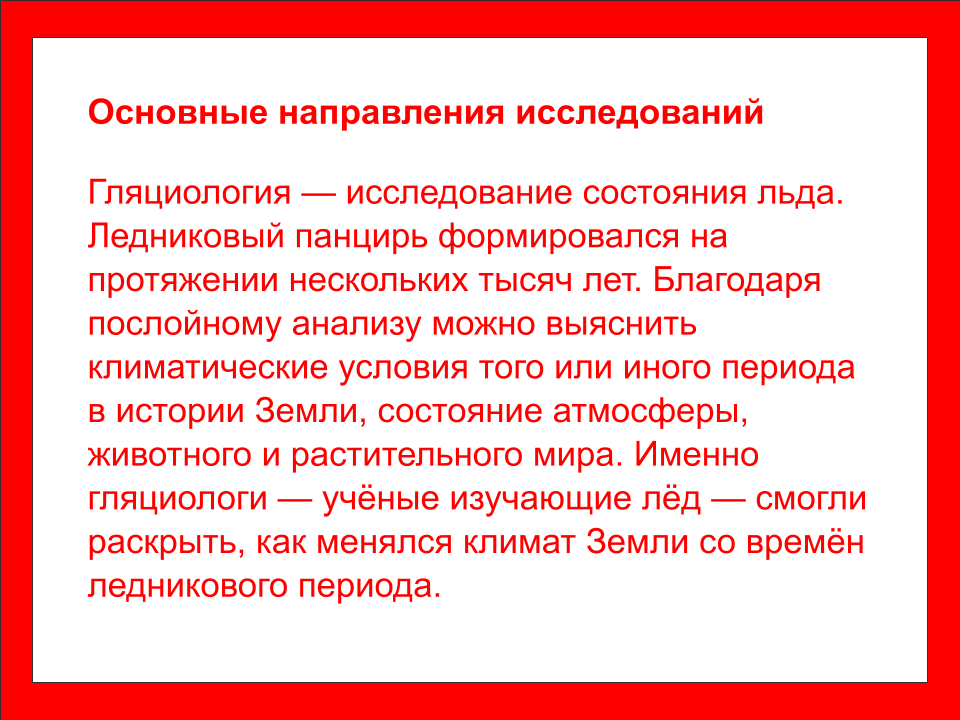 Основные направления исследований
Гляциология — исследование состояния льда.
Ледниковый панцирь формировался на
протяжении нескольких тысяч лет. Благодаря
послойному анализу можно выяснить
климатические условия того или иного периода
в истории Земли, состояние атмосферы,
животного и растительного мира. Именно
гляциологи — учёные изучающие лёд — смогли
раскрыть, как менялся климат Земли со времён
ледникового периода.